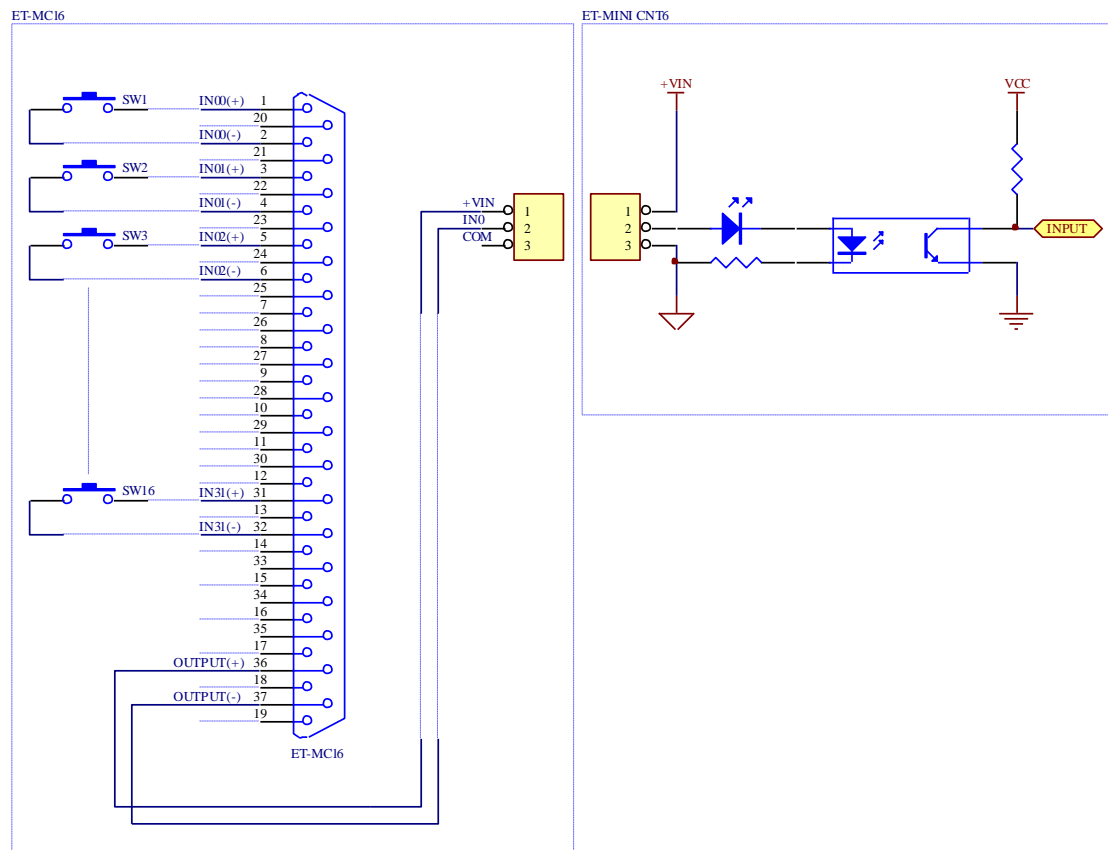 ET-MC16
ET-MINI CNT6
SW1
IN00(+) 1
20
IN00(-) 2
21
SW2
IN01(+) 3
22
IN01(-) 4
23
SW3
IN02(+) 5
24
IN02(-) 6
25
7
26
8
27
9
28
10
29
11
30
12
SW16
IN31(+) 31
13
IN31(-) 32
14
33
15
34
16
35
17
OUTPUT(+) 36
18
OUTPUT(-) 37
19
ET-MC16
+VIN 1
IN0 2
COM 3
+VIN
VCC
1
2
3
INPUT